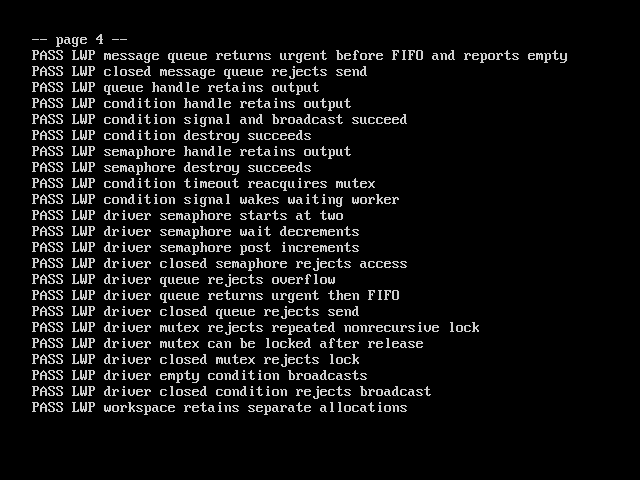 -- page 4 --
PASS LWP message queue returns urgent before FIFO and reports empty
PASS LWP closed message queue rejects send
PASS LWP queue handle retains output
PASS LWP condition handle retains output
PASS LWP condition signal and broadcast succeed
PASS LWP condition destroy succeeds
PASS LWP semaphore handle retains output
PASS LWP semaphore destroy succeeds
PASS LWP condition timeout reacquires mutex
PASS LWP condition signal wakes waiting worker
PASS LWP driver semaphore starts at two
PASS LWP driver semaphore wait decrements
PASS LWP driver semaphore post increments
PASS LWP driver closed semaphore rejects access
PASS LWP driver queue rejects overflow
PASS LWP driver queue returns urgent then FIFO
PASS LWP driver closed queue rejects send
PASS LWP driver mutex rejects repeated nonrecursive lock
PASS LWP driver mutex can be locked after release
PASS LWP driver closed mutex rejects lock
PASS LWP driver empty condition broadcasts
PASS LWP driver closed condition rejects broadcast
PASS LWP workspace retains separate allocations